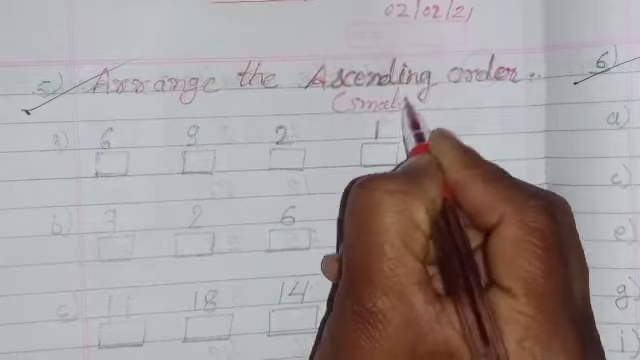 02/02/21
5) Arrange the Ascending order. 6)
(small
a) 6 9 2 1 a)
c)
b) 9 2 6
e)
c) 11 18 14 g)
i)